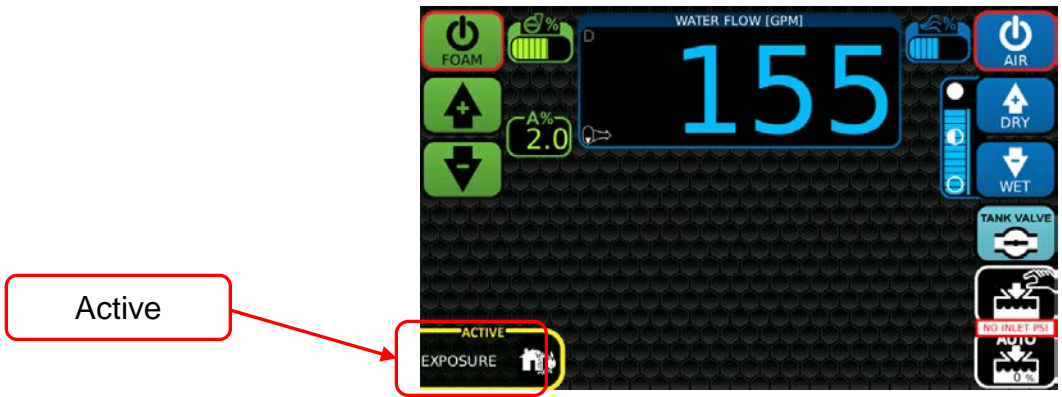 FOAM
%
WATER FLOW [GPM]
D
155
%
AIR
+
A%
2.0
-
+
DRY
-
WET
TANK VALVE
Active
ACTIVE
EXPOSURE
NO INLET PSI
AUTO
0 %